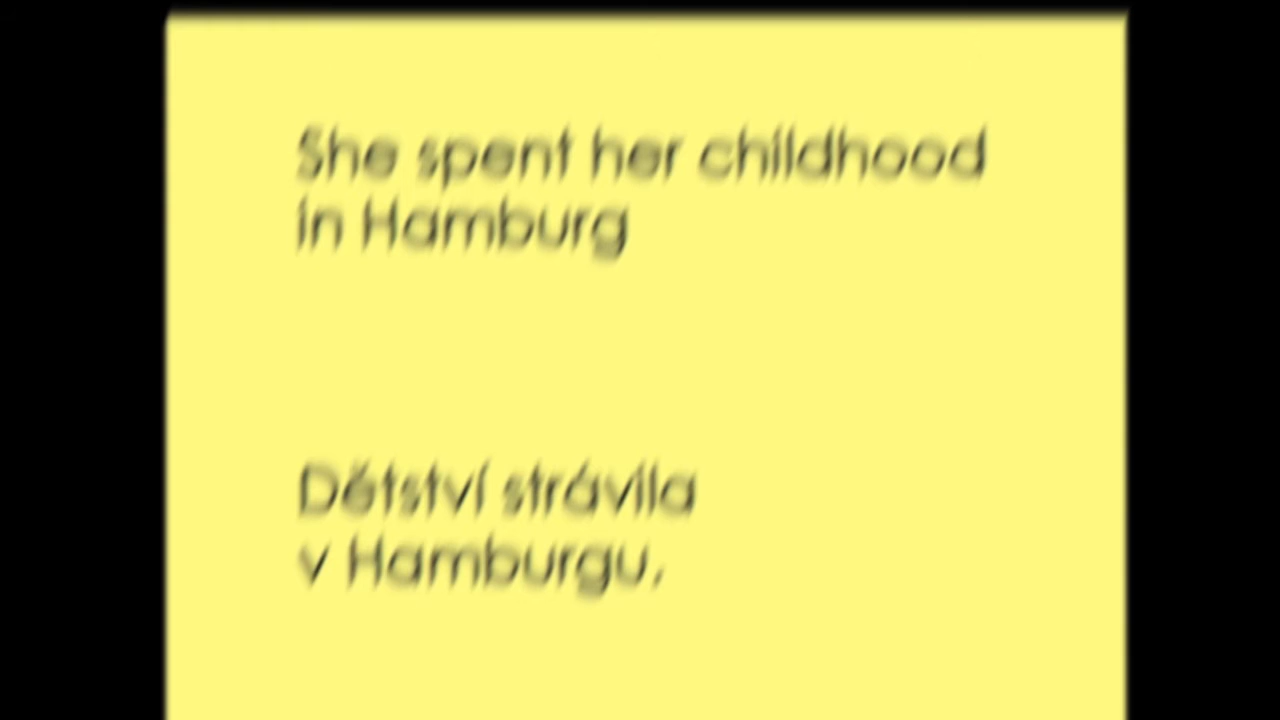 She spent her childhood
in Hamburg
Dětství strávila
v Hamburgu,